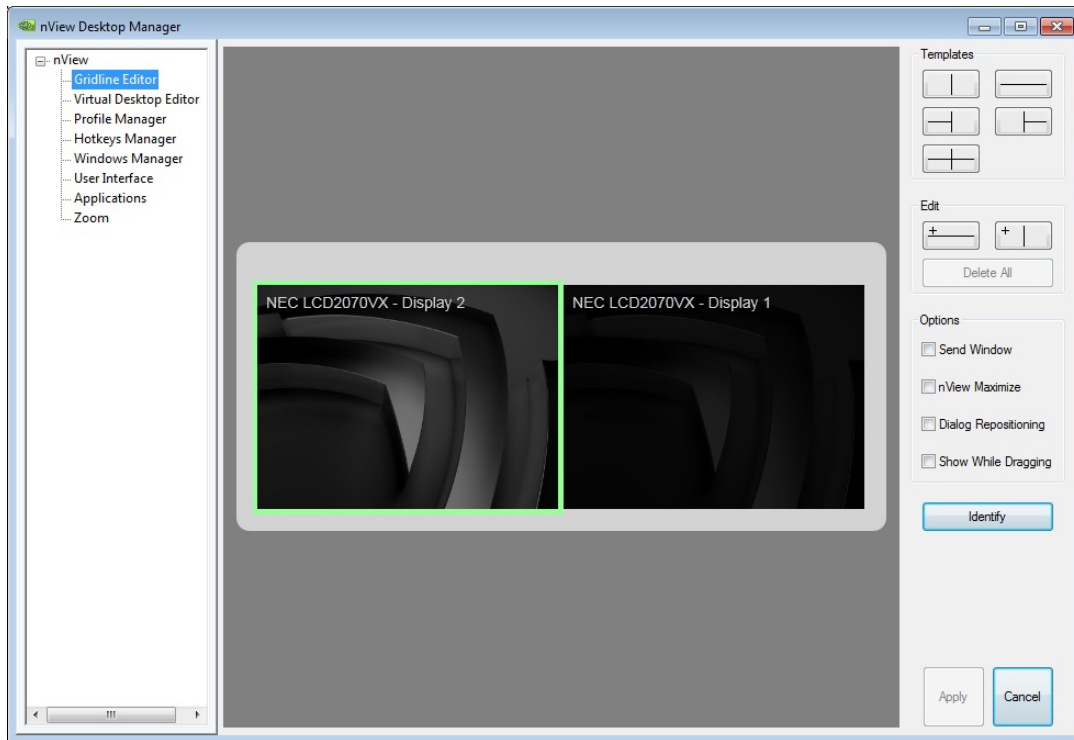 nView Desktop Manager
nView
Gridline Editor
Virtual Desktop Editor
Profile Manager
Hotkeys Manager
Windows Manager
User Interface
Applications
Zoom
NEC LCD2070VX - Display 2
NEC LCD2070VX - Display 1
Templates
Edit
Delete All
Options
Send Window
nView Maximize
Dialog Repositioning
Show While Dragging
Identify
Apply
Cancel